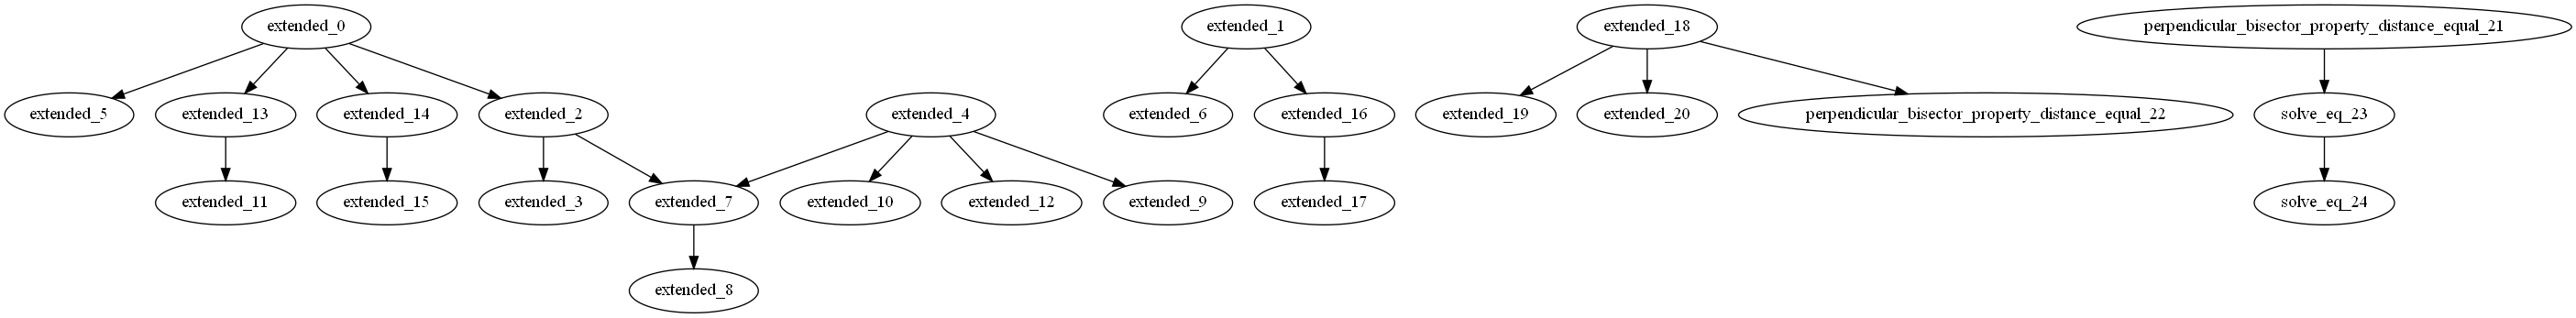 extended_0
extended_1
extended_18
perpendicular_bisector_property_distance_equal_21
extended_5
extended_13
extended_14
extended_2
extended_4
extended_6
extended_16
extended_19
extended_20
perpendicular_bisector_property_distance_equal_22
solve_eq_23
extended_11
extended_15
extended_3
extended_7
extended_10
extended_12
extended_9
extended_17
solve_eq_24
extended_8